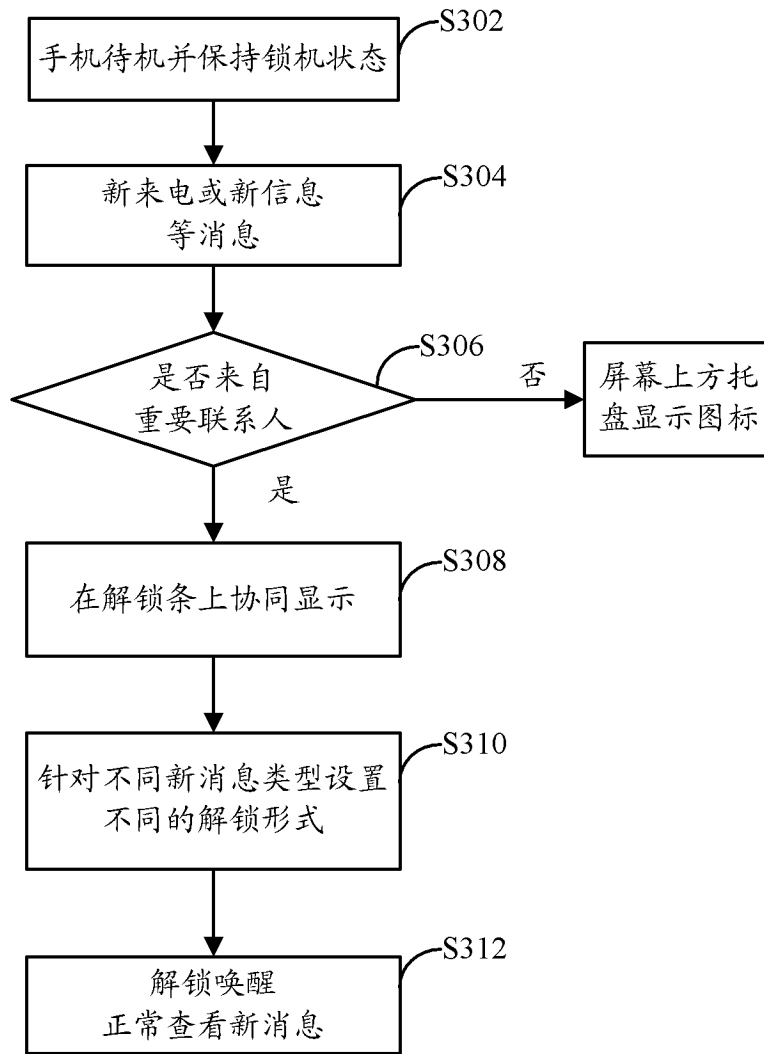 S302
手机待机并保持锁机状态
S304
新来电或新信息
等消息
S306
是否来自
重要联系人
否
屏幕上方托
盘显示图标
是
S308
在解锁条上协同显示
S310
针对不同新消息类型设置
不同的解锁形式
S312
解锁唤醒
正常查看新消息